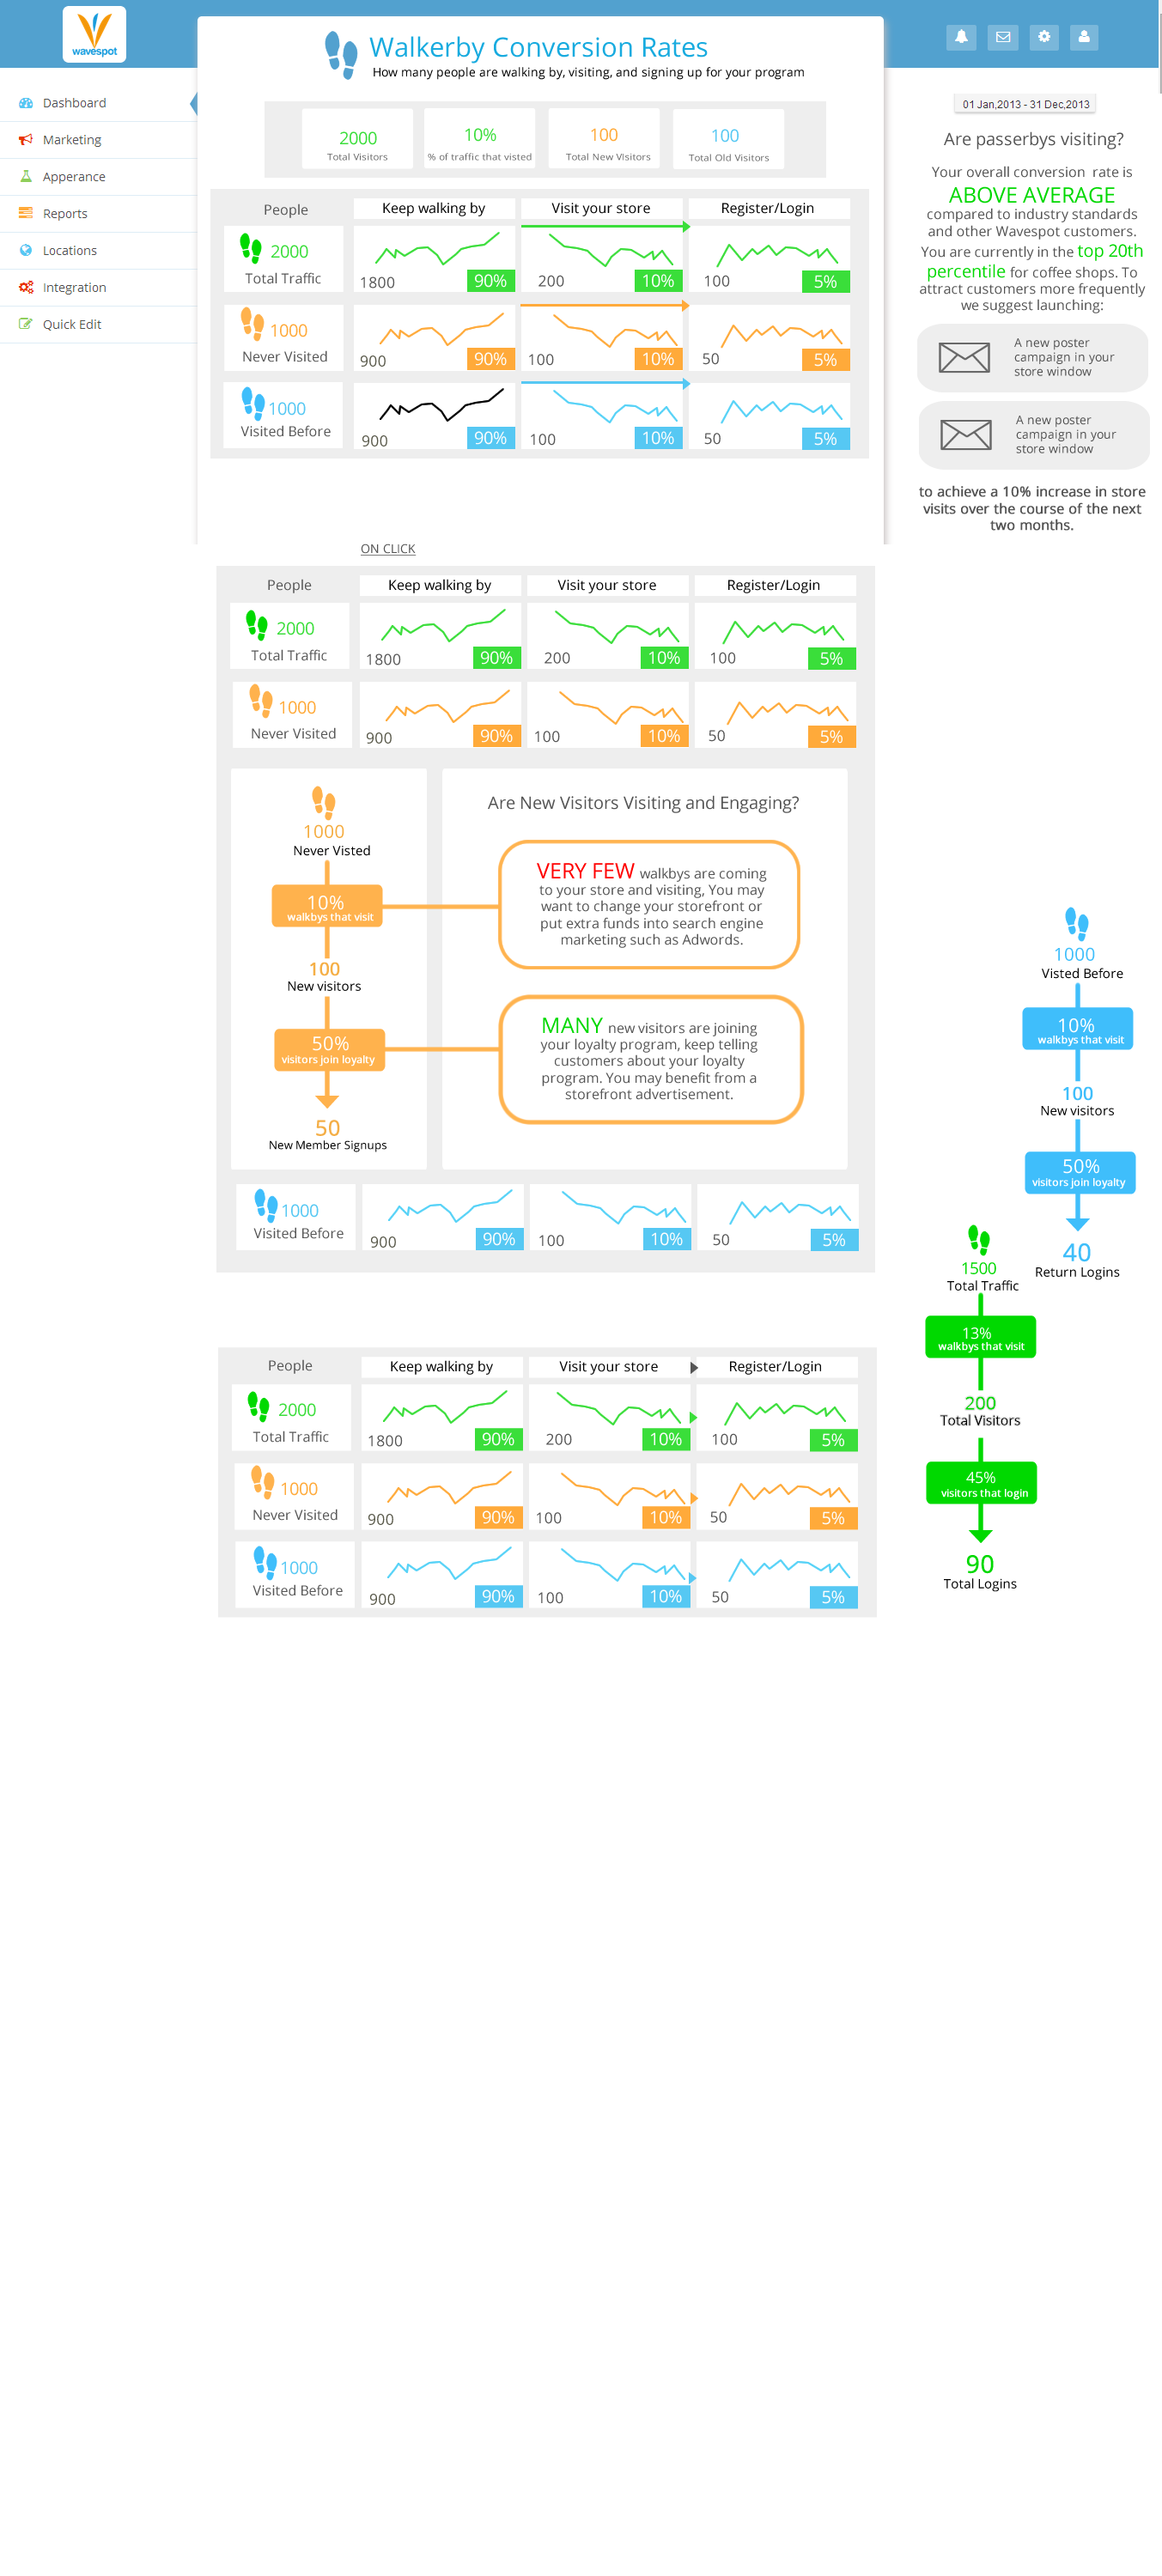 wavespot
Walkerby Conversion Rates
How many people are walking by, visiting, and signing up for your program
Dashboard
Marketing
Apperance
Reports
Locations
Integration
Quick Edit
2000
Total Visitors
10%
% of traffic that visted
100
Total New Visitors
100
Total Old Visitors
People
Keep walking by
Visit your store
Register/Login
2000
Total Traffic
1800
90%
200
10%
100
5%
1000
Never Visited
900
90%
100
10%
50
5%
1000
Visited Before
900
90%
100
10%
50
5%
01 Jan,2013 - 31 Dec,2013
Are passerbys visiting?
Your overall conversion rate is
ABOVE AVERAGE
compared to industry standards
and other Wavespot customers.
You are currently in the top 20th
percentile for coffee shops. To
attract customers more frequently
we suggest launching:
A new poster
campaign in your
store window
A new poster
campaign in your
store window
to achieve a 10% increase in store
visits over the course of the next
two months.
ON CLICK
People
Keep walking by
Visit your store
Register/Login
2000
Total Traffic
1800
90%
200
10%
100
5%
1000
Never Visited
900
90%
100
10%
50
5%
1000
Never Visted
10%
walkbys that visit
100
New visitors
50%
visitors join loyalty
50
New Member Signups
Are New Visitors Visiting and Engaging?
VERY FEW walkbys are coming
to your store and visiting, You may
want to change your storefront or
put extra funds into search engine
marketing such as Adwords.
MANY new visitors are joining
your loyalty program, keep telling
customers about your loyalty
program. You may benefit from a
storefront advertisement.
1000
Visited Before
900
90%
100
10%
50
5%
1000
Visted Before
10%
walkbys that visit
100
New visitors
50%
visitors join loyalty
40
Return Logins
1500
Total Traffic
13%
walkbys that visit
200
Total Visitors
45%
visitors that login
90
Total Logins
People
Keep walking by
Visit your store
Register/Login
2000
Total Traffic
1800
90%
200
10%
100
5%
1000
Never Visited
900
90%
100
10%
50
5%
1000
Visited Before
900
90%
100
10%
50
5%